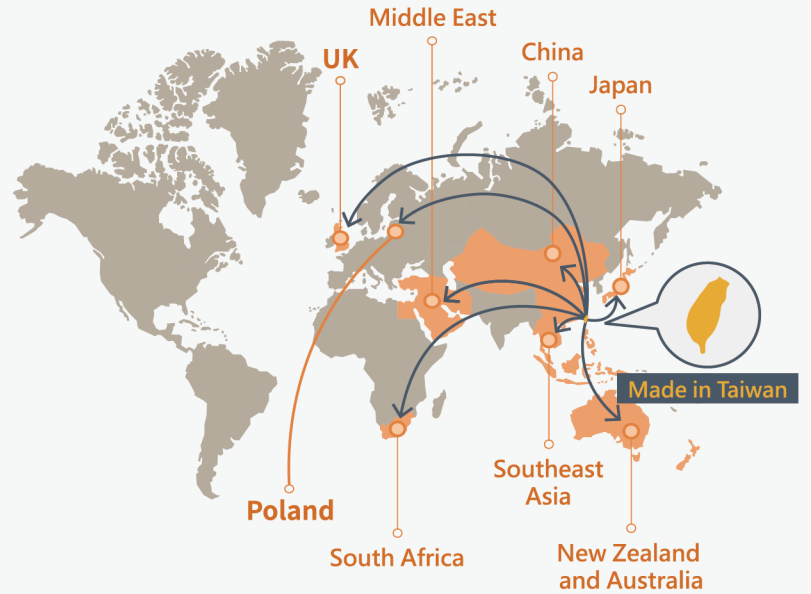 Middle East
UK
China
Japan
Made in Taiwan
Southeast
Asia
Poland
South Africa
New Zealand
and Australia